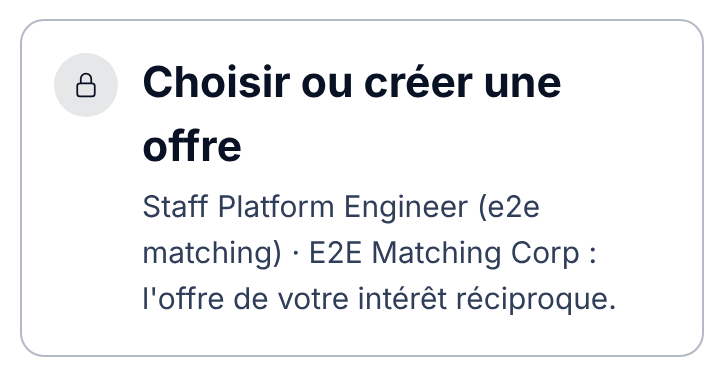 Choisir ou créer une
offre
Staff Platform Engineer (e2e
matching) · E2E Matching Corp :
l'offre de votre intérêt réciproque.